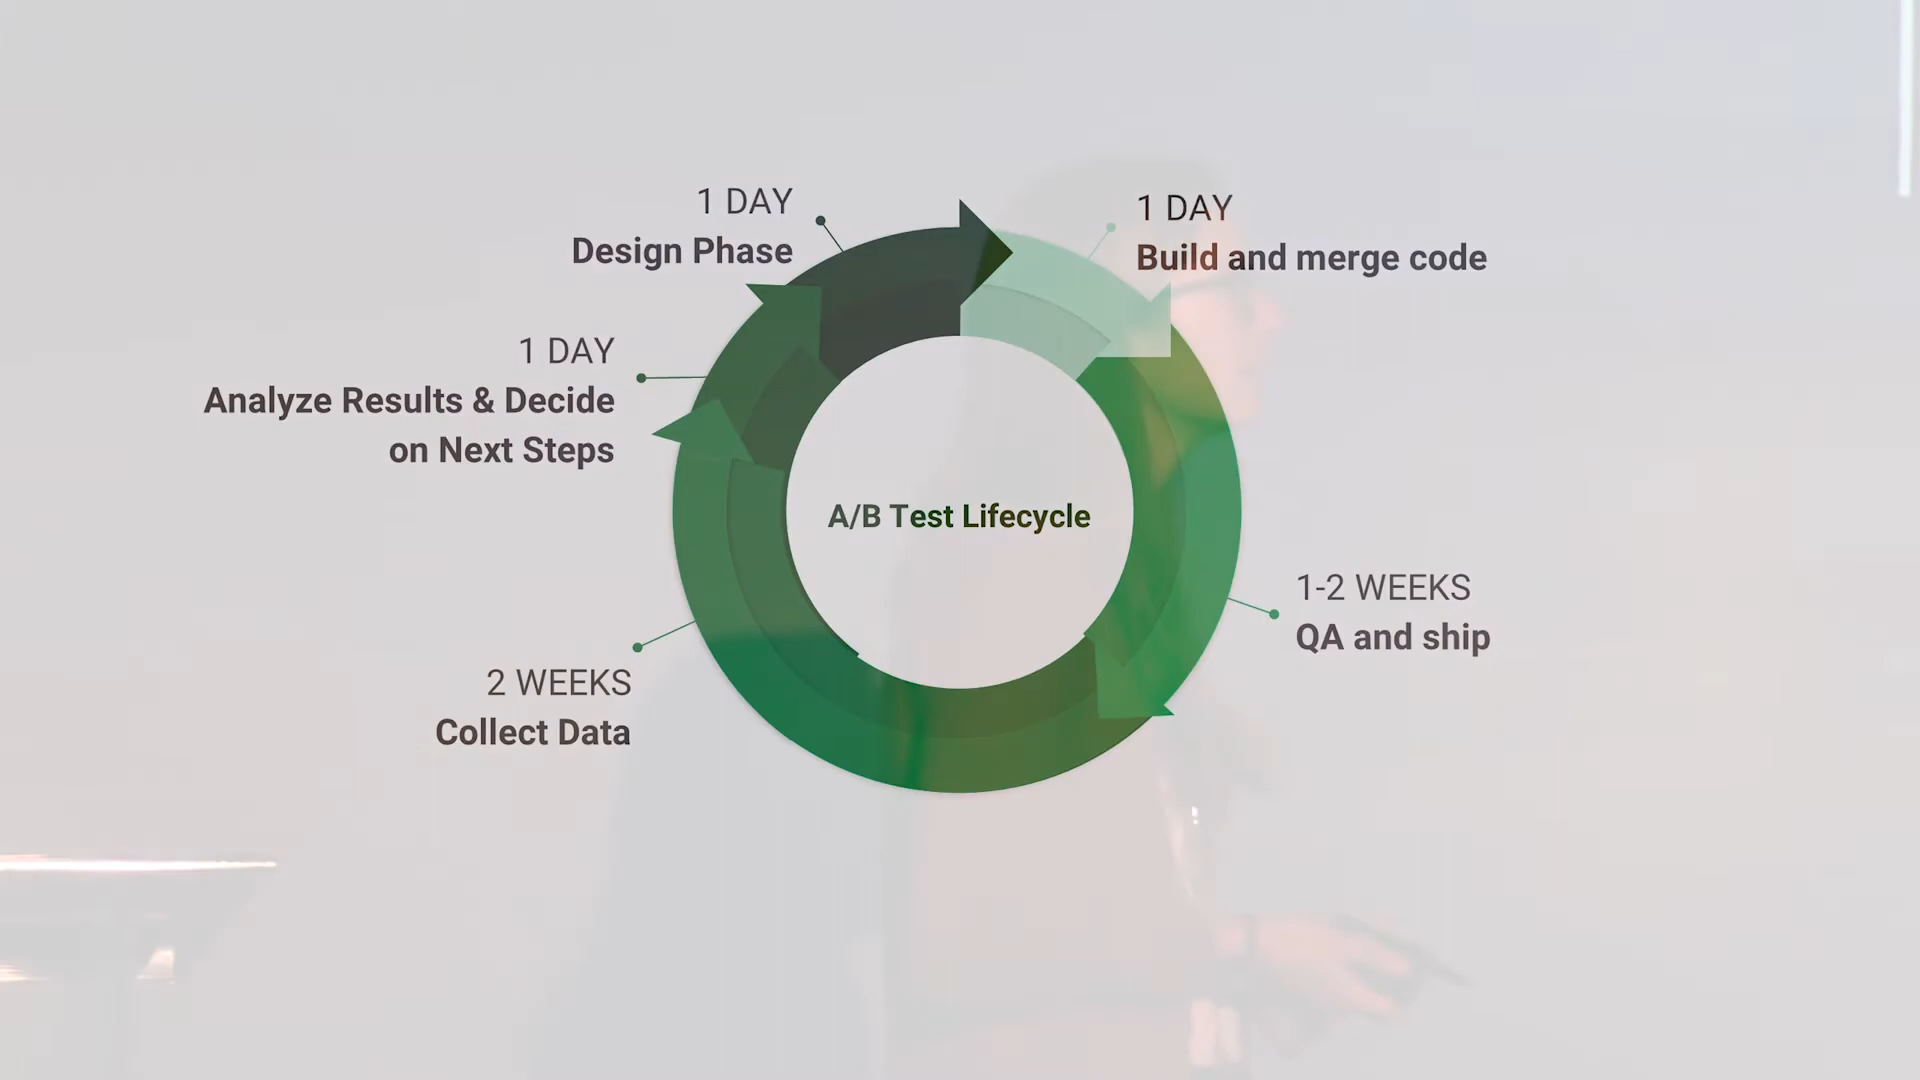 1 DAY
Design Phase
1 DAY
Build and merge code
1 DAY
Analyze Results & Decide
on Next Steps
A/B Test Lifecycle
1-2 WEEKS
QA and ship
2 WEEKS
Collect Data